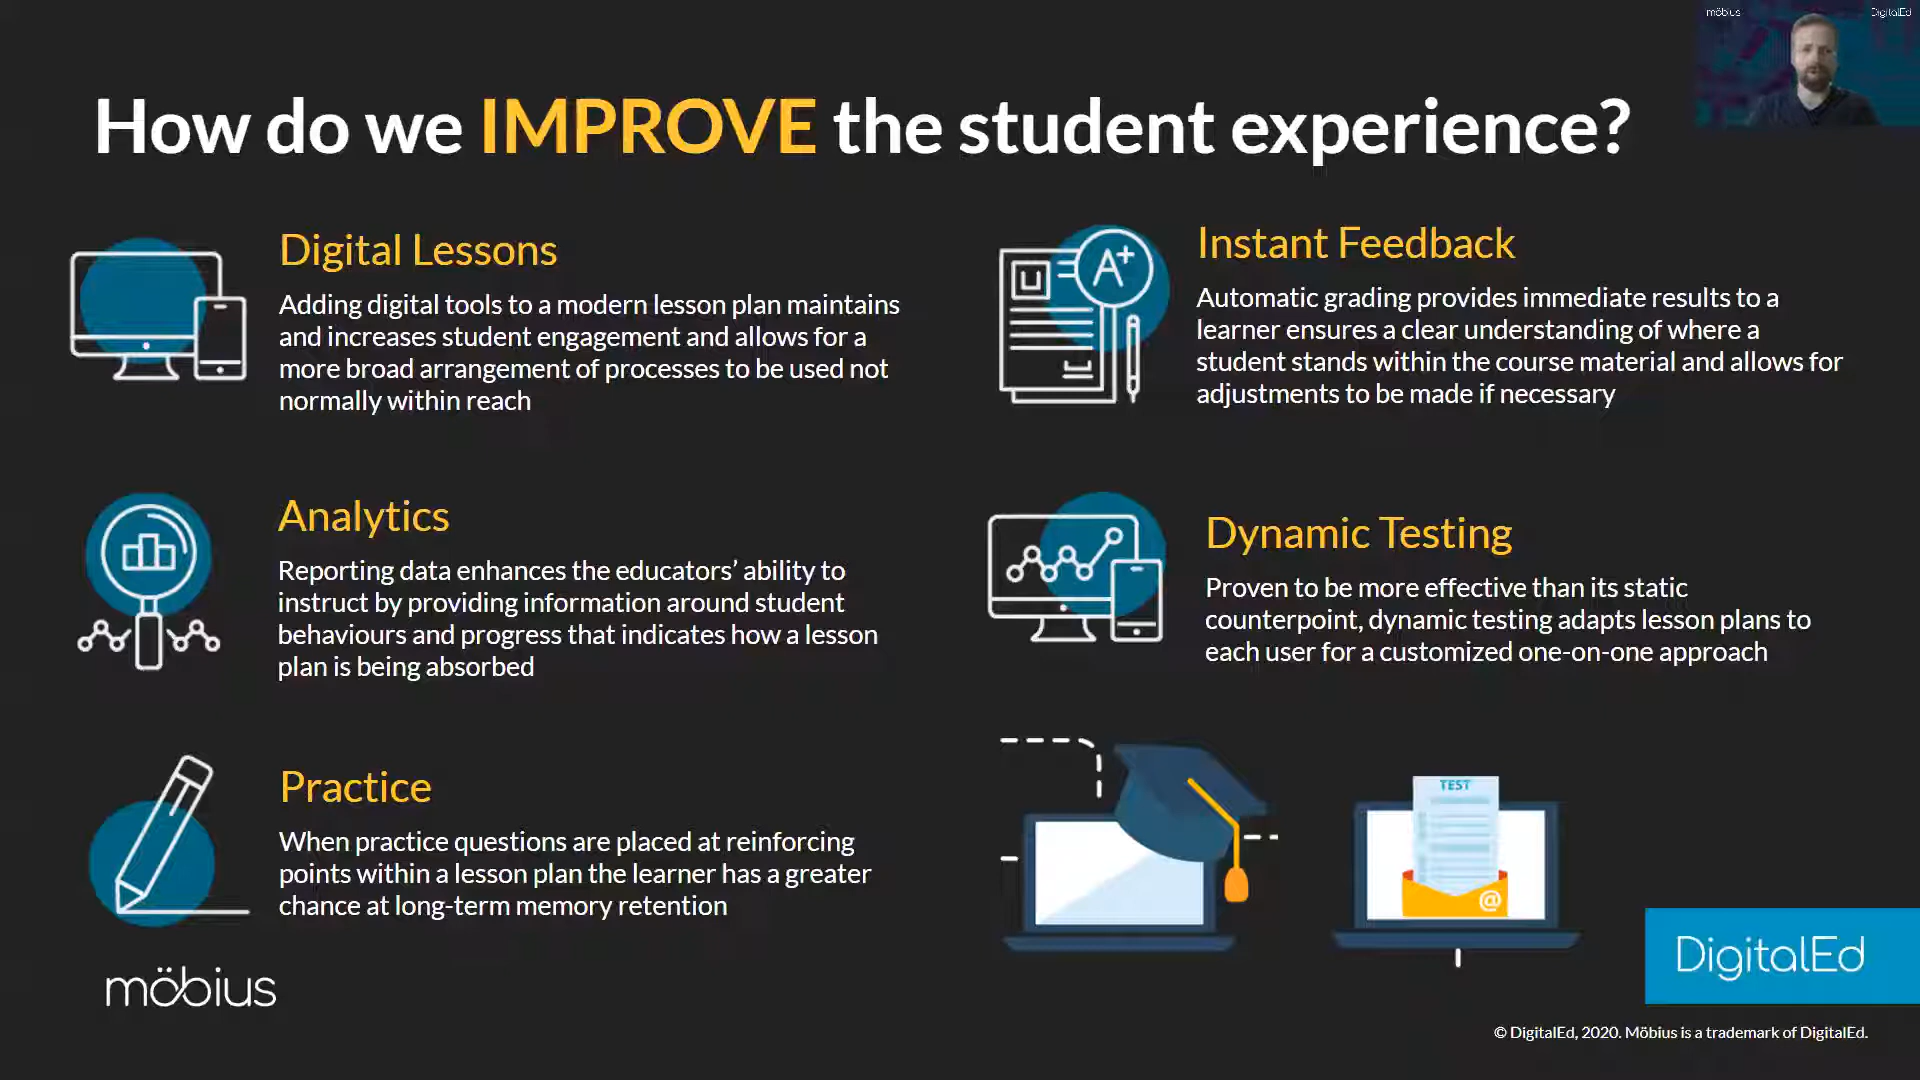 möbius
DigitalEd
How do we IMPROVE the student experience?
Digital Lessons
Adding digital tools to a modern lesson plan maintains
and increases student engagement and allows for a
more broad arrangement of processes to be used not
normally within reach
Instant Feedback
Automatic grading provides immediate results to a
learner ensures a clear understanding of where a
student stands within the course material and allows for
adjustments to be made if necessary
A+
Analytics
Reporting data enhances the educators’ ability to
instruct by providing information around student
behaviours and progress that indicates how a lesson
plan is being absorbed
Dynamic Testing
Proven to be more effective than its static
counterpoint, dynamic testing adapts lesson plans to
each user for a customized one-on-one approach
Practice
When practice questions are placed at reinforcing
points within a lesson plan the learner has a greater
chance at long-term memory retention
TEST
@
möbius
DigitalEd
© DigitalEd, 2020. Möbius is a trademark of DigitalEd.